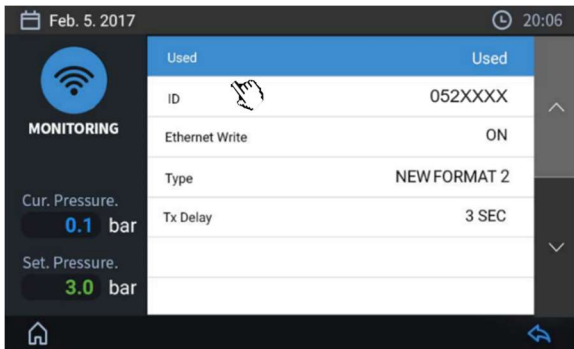 Feb. 5. 2017
20:06
MONITORING
Cur. Pressure.
0.1 bar
Set. Pressure.
3.0 bar
Used Used
ID 052XXXX
Ethernet Write ON
Type NEW FORMAT 2
Tx Delay 3 SEC